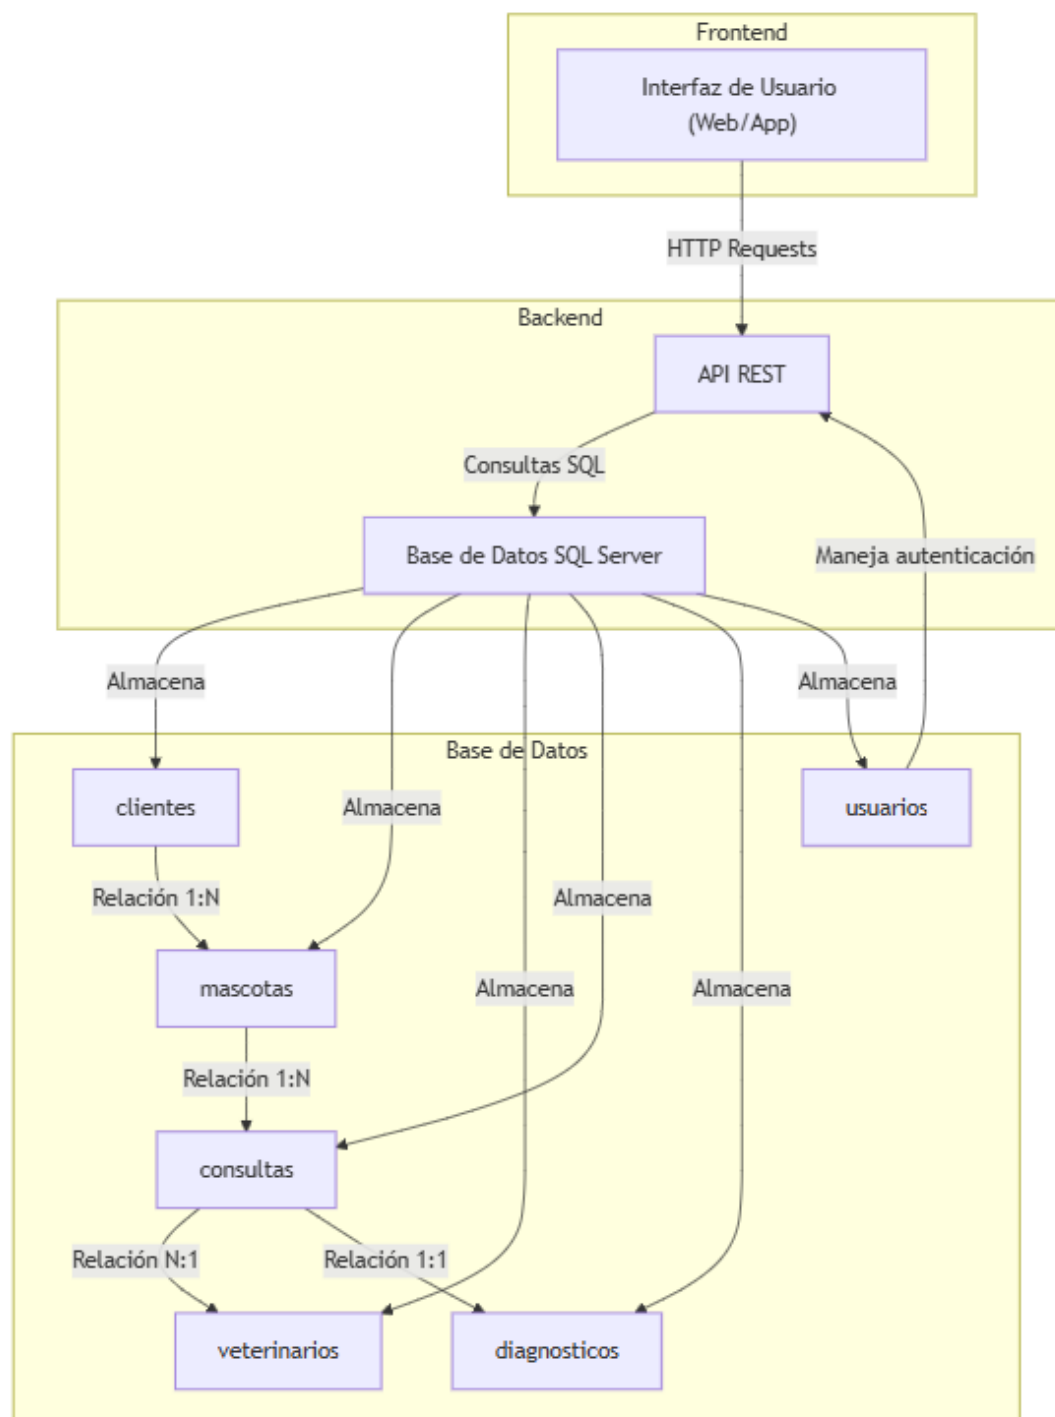 Frontend
Interfaz de Usuario
(Web/App)
HTTP Requests
Backend
API REST
Consultas SQL
Base de Datos SQL Server
Maneja autenticación
Almacena
Almacena
Base de Datos
clientes
Almacena
usuarios
Relación 1:N
Almacena
mascotas
Almacena
Almacena
Relación 1:N
consultas
Relación N:1
Relación 1:1
veterinarios
diagnosticos